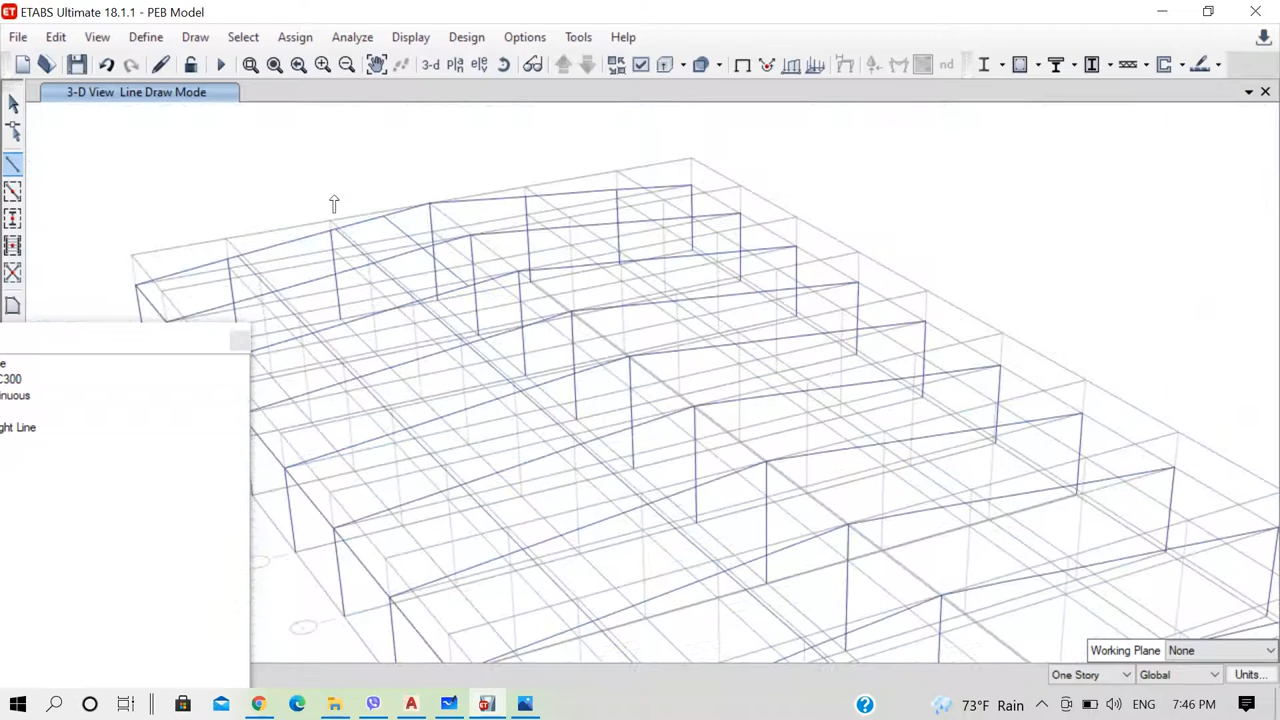 ETABS Ultimate 18.1.1 - PEB Model
File Edit View Define Draw Select Assign Analyze Display Design Options Tools Help
3-d
nd
3-D View Line Draw Mode
C300
inuous
ght Line
Working Plane None
One Story Global Units...
73°F Rain ENG 7:46 PM